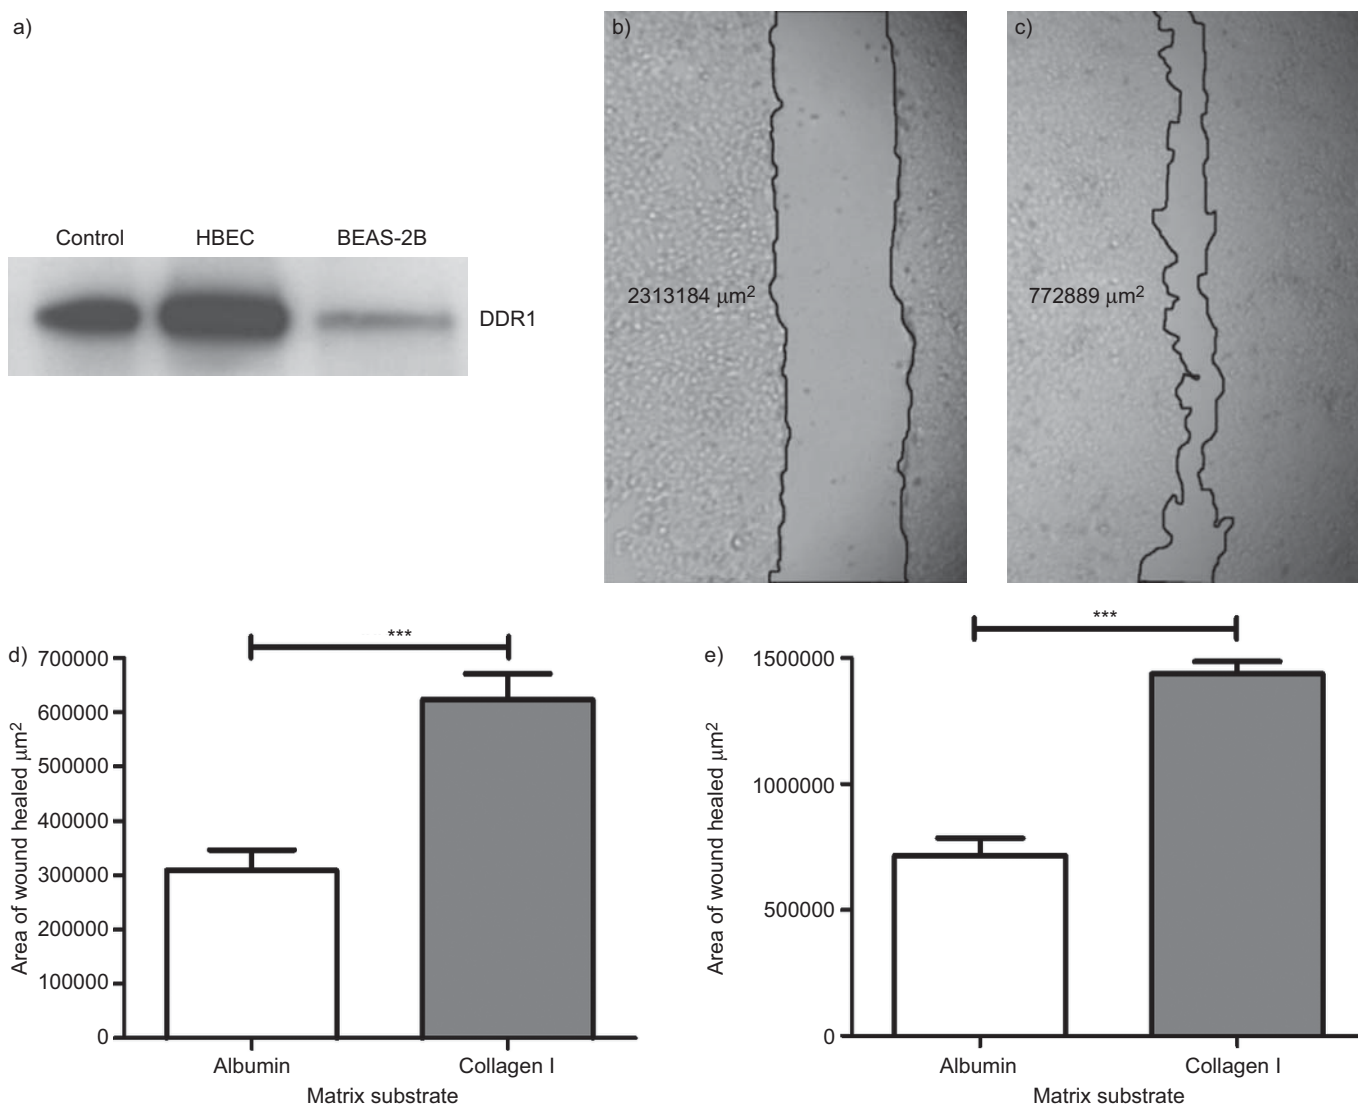 a)
Control HBEC BEAS-2B
DDR1
b)
2313184 μm2
c)
772889 μm2
d)
***
700000
600000
500000
400000
300000
200000
100000
0
Area of wound healed μm2
Albumin Collagen I
Matrix substrate
e)
***
1500000
1000000
500000
0
Area of wound healed μm2
Albumin Collagen I
Matrix substrate